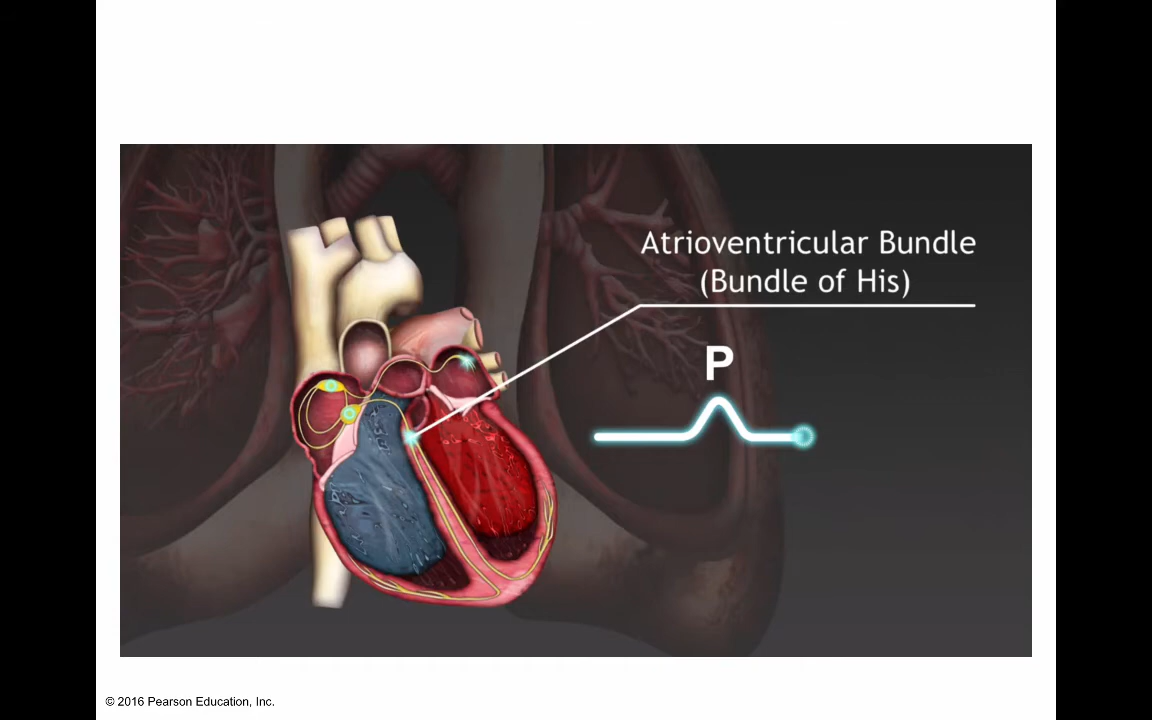 Atrioventricular Bundle
(Bundle of His)
P
© 2016 Pearson Education, Inc.